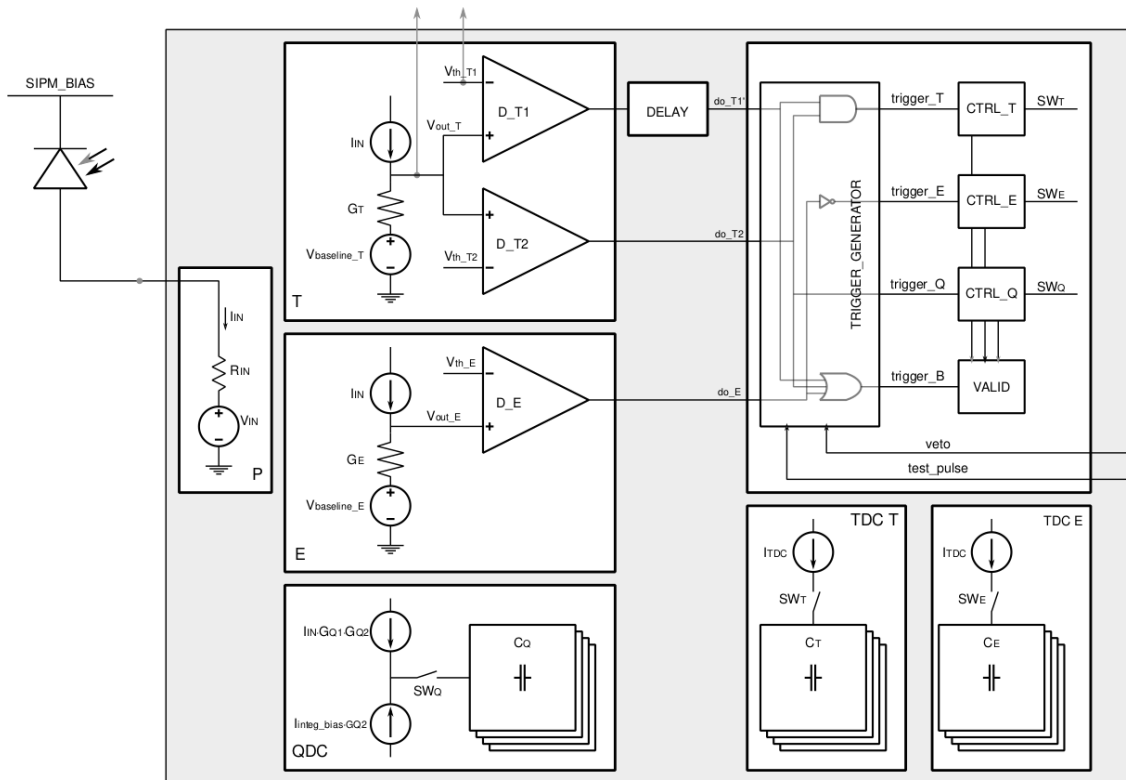 SIPM_BIAS
IIN
RIN
VIN
P
Vth_T1
D_T1
Vout_T
IIN
GT
Vbaseline_T
D_T2
Vth_T2
T
DELAY
do_T1'
do_T2
Vth_E
D_E
IIN
Vout_E
GE
Vbaseline_E
E
do_E
TRIGGER_GENERATOR
trigger_T
CTRL_T
SWT
trigger_E
CTRL_E
SWE
trigger_Q
CTRL_Q
SWQ
trigger_B
VALID
veto
test_pulse
IIN·GQ1·GQ2
SWQ
CQ
Iinteg_bias·GQ2
QDC
TDC T
ITDC
SWT
CT
TDC E
ITDC
SWE
CE